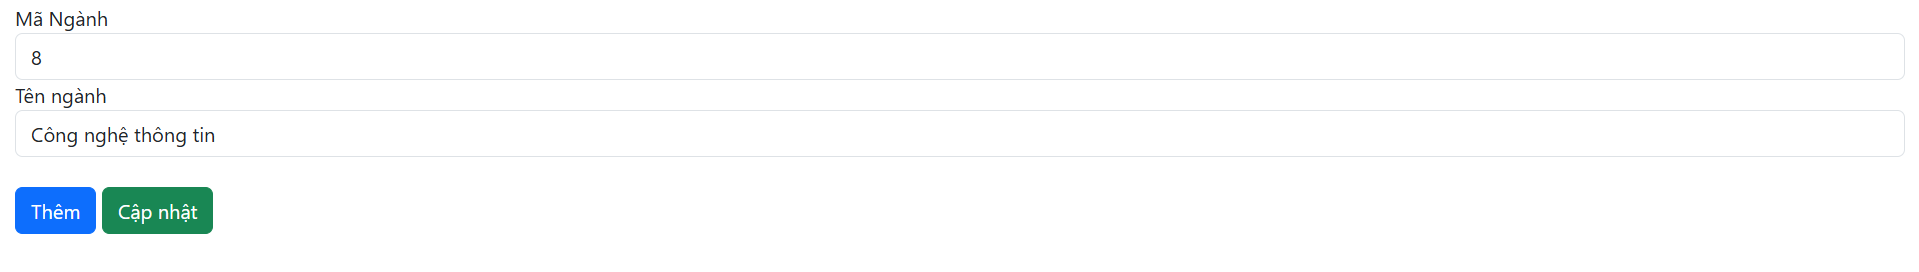 Mã Ngành
8
Tên ngành
Công nghệ thông tin
Thêm Cập nhật